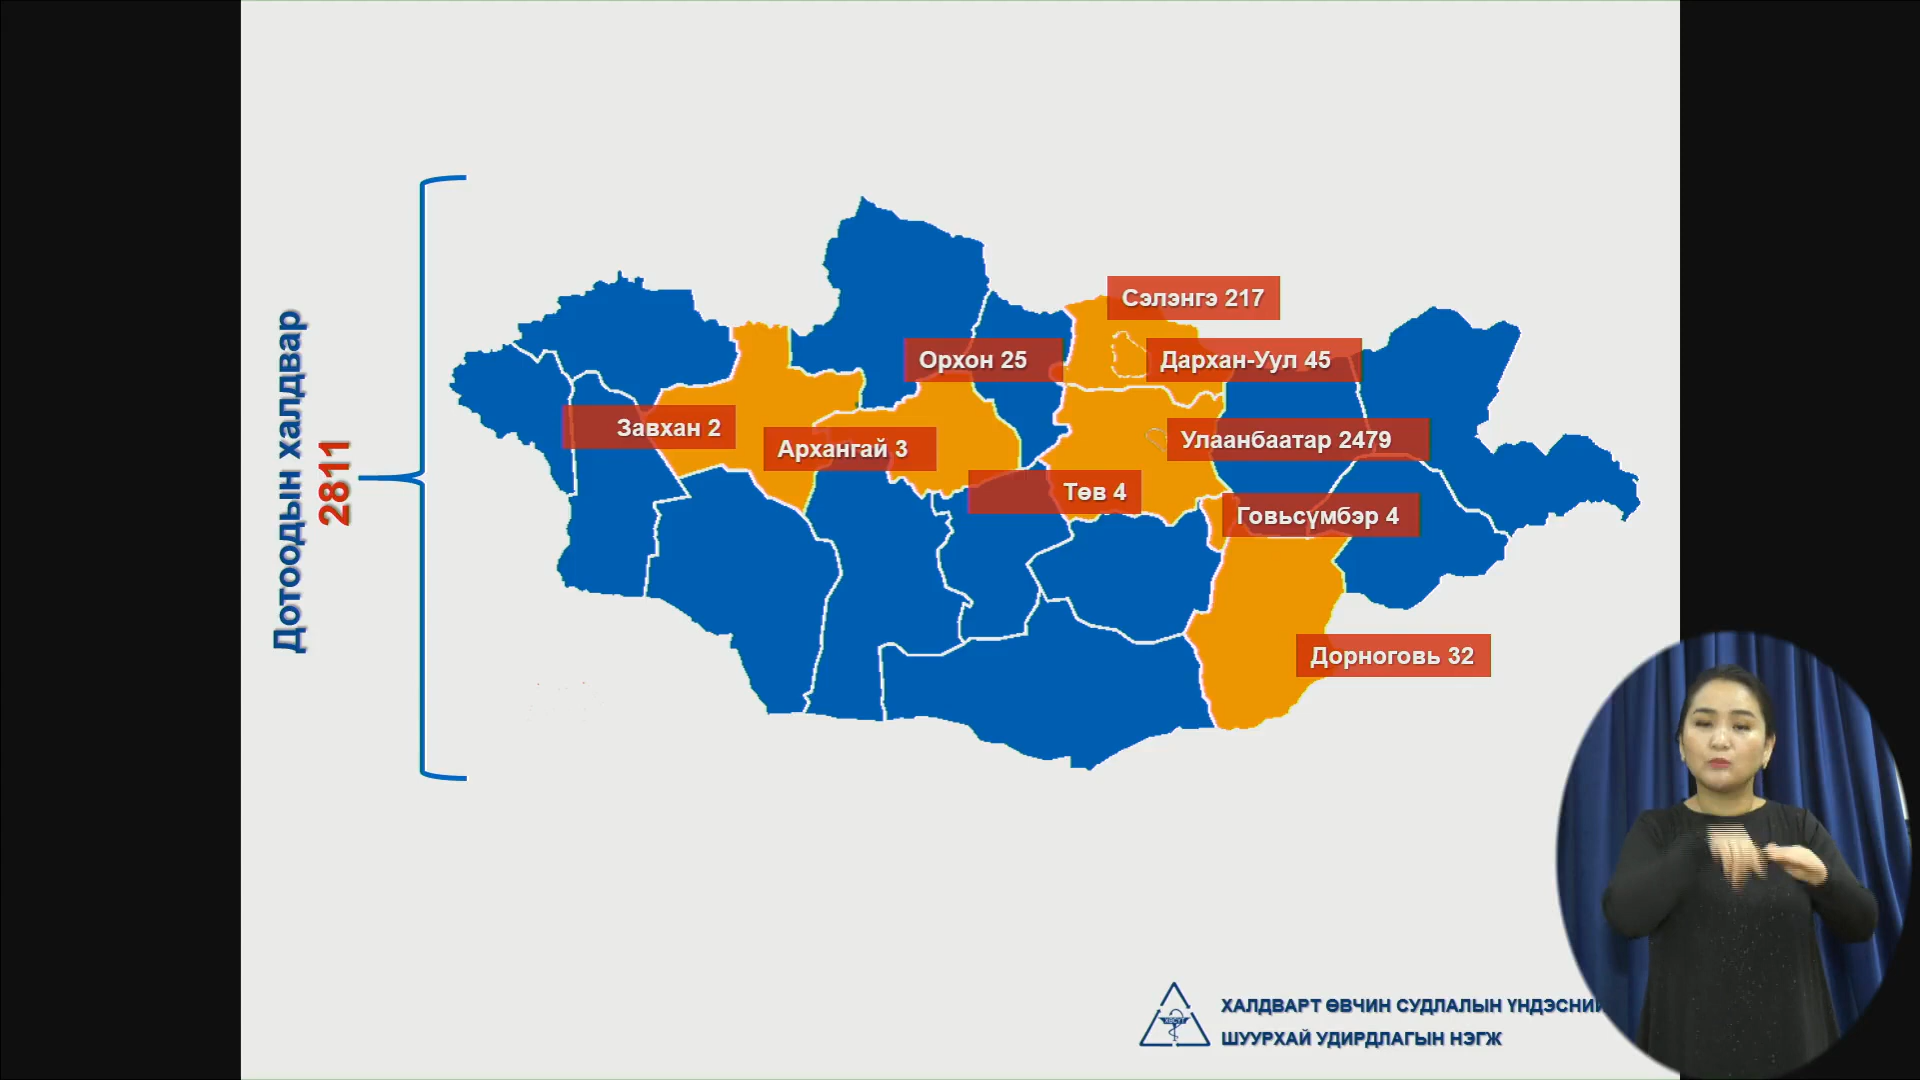 Дотоодын халдвар
2811
Сэлэнгэ 217
Орхон 25
Дархан-Уул 45
Завхан 2
Архангай 3
Улаанбаатар 2479
Төв 4
Говьсүмбэр 4
Дорноговь 32
ХАЛДВАРТ ӨВЧИН СУДЛАЛЫН ҮНДЭСНИЙ
ШУУРХАЙ УДИРДЛАГЫН НЭГЖ